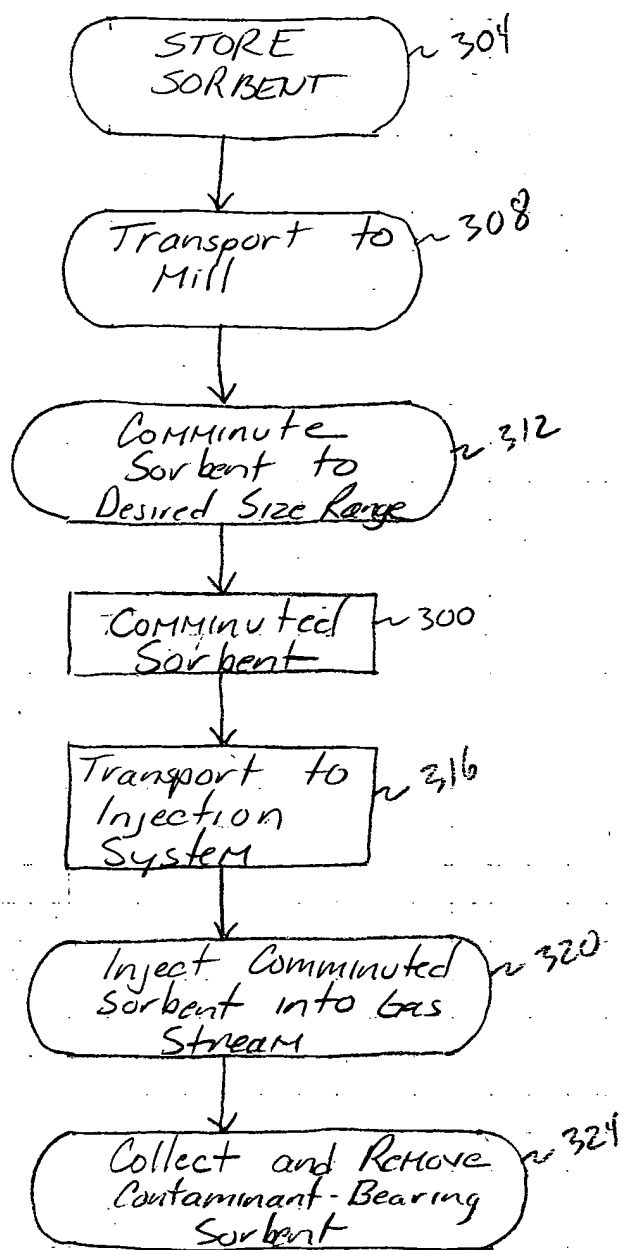 STORE
SORBENT
304
Transport to
Mill
308
Comminute
Sorbent to
Desired Size Range
312
Comminuted
Sorbent
300
Transport to
Injection
System
316
Inject Comminuted
Sorbent into Gas
Stream
320
Collect and Remove
Contaminant-Bearing
Sorbent
324